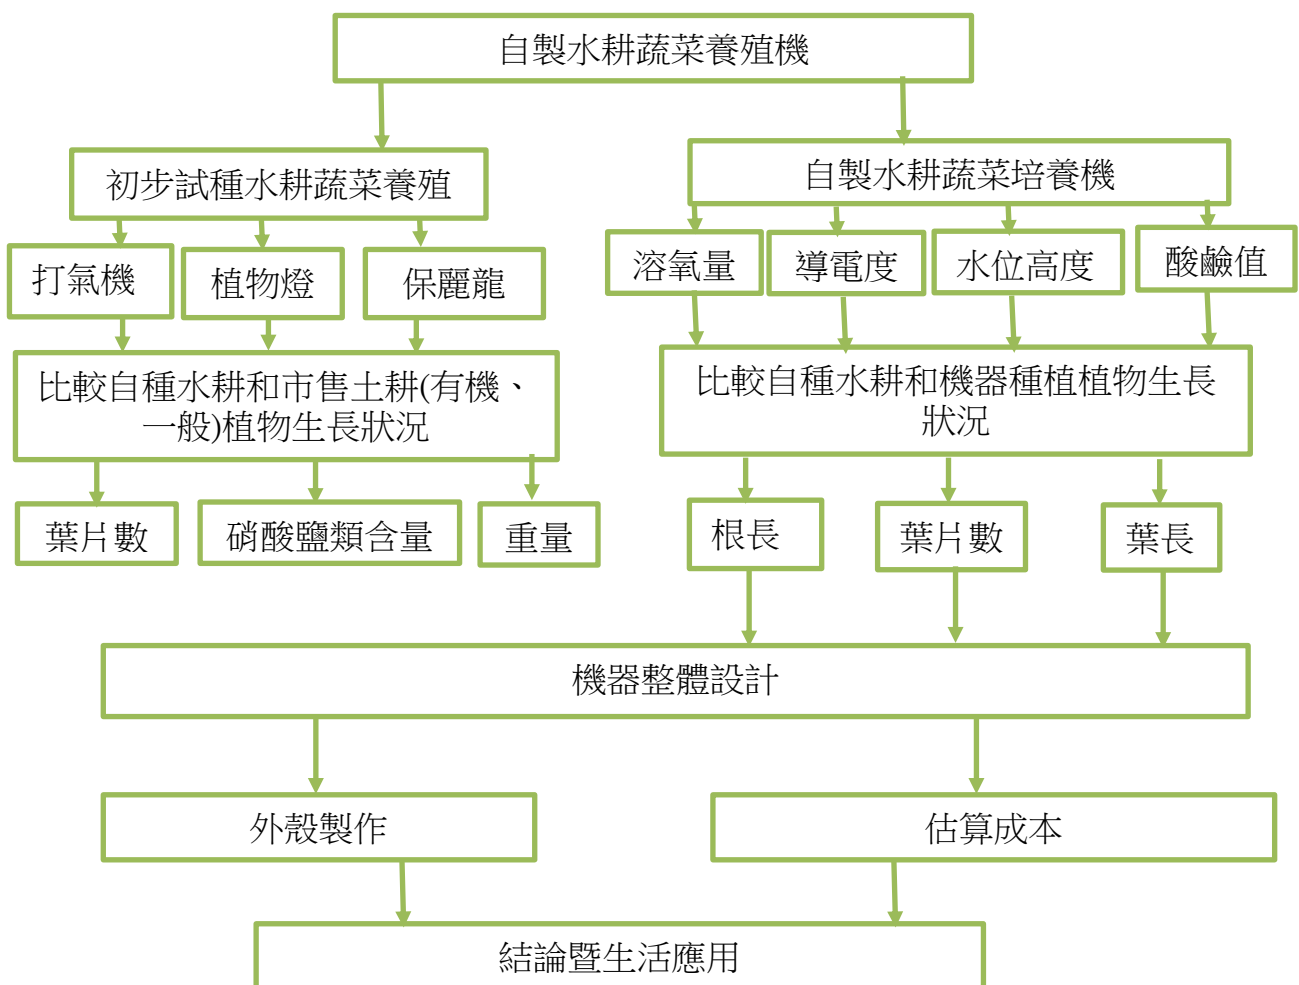 自製水耕蔬菜養殖機
初步試種水耕蔬菜養殖
自製水耕蔬菜培養機
打氣機
植物燈
保麗龍
溶氧量
導電度
水位高度
酸鹼值
比較自種水耕和市售土耕(有機、
一般)植物生長狀況
比較自種水耕和機器種植植物生長
狀況
葉片數
硝酸鹽類含量
重量
根長
葉片數
葉長
機器整體設計
外殼製作
估算成本
結論暨生活應用